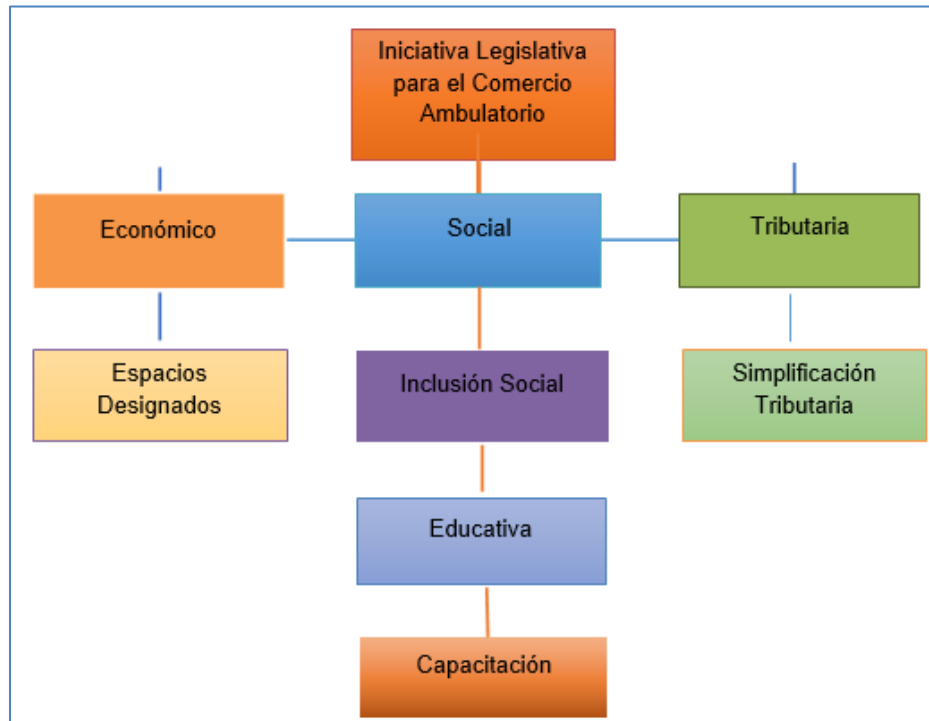 Iniciativa Legislativa
para el Comercio
Ambulatorio
Económico
Social
Tributaria
Espacios
Designados
Inclusión Social
Simplificación
Tributaria
Educativa
Capacitación